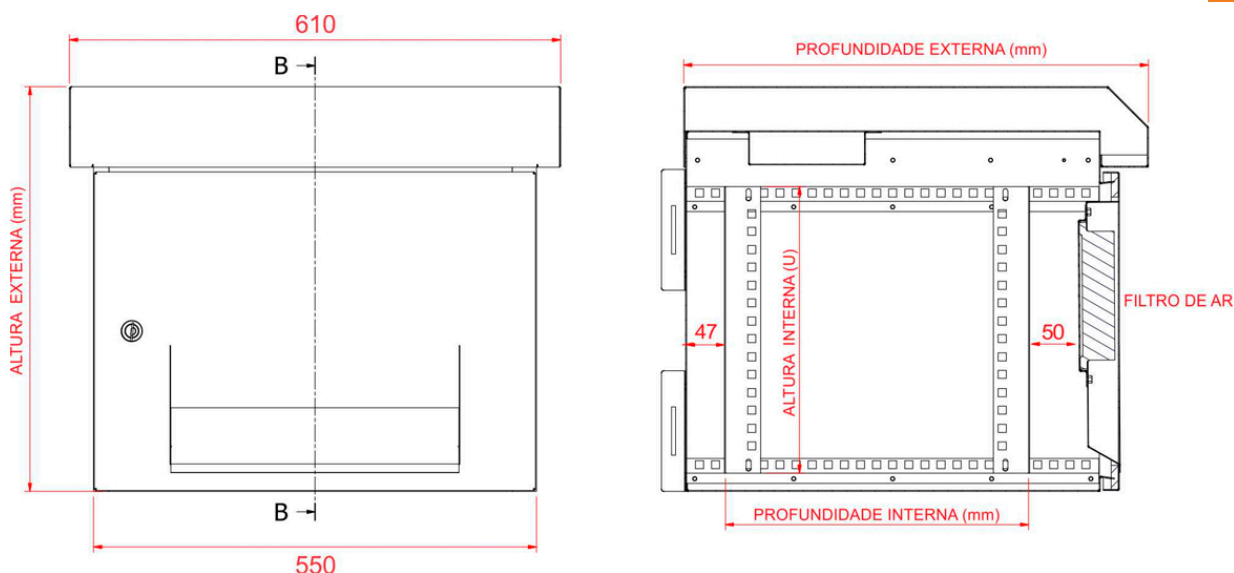 610
B
ALTURA EXTERNA (mm)
B
550
PROFUNDIDADE EXTERNA (mm)
ALTURA INTERNA (U)
FILTRO DE AR
47
50
PROFUNDIDADE INTERNA (mm)